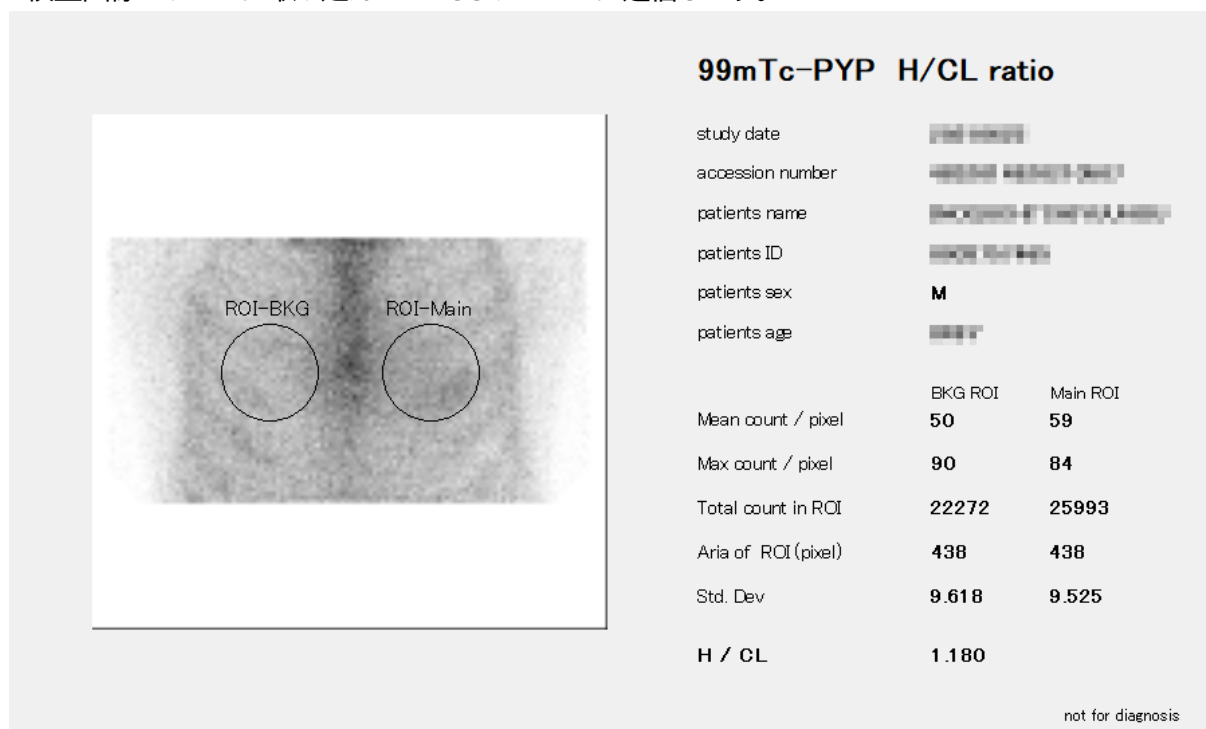 99mTc-PYP H/CL ratio
study date
accession number
patients name
patients ID
patients sex M
patients age
ROI-BKG ROI-Main
BKG ROI Main ROI
Mean count / pixel 50 59
Max count / pixel 90 84
Total count in ROI 22272 25993
Aria of ROI(pixel) 438 438
Std. Dev 9.618 9.525
H / CL 1.180
not for diagnosis